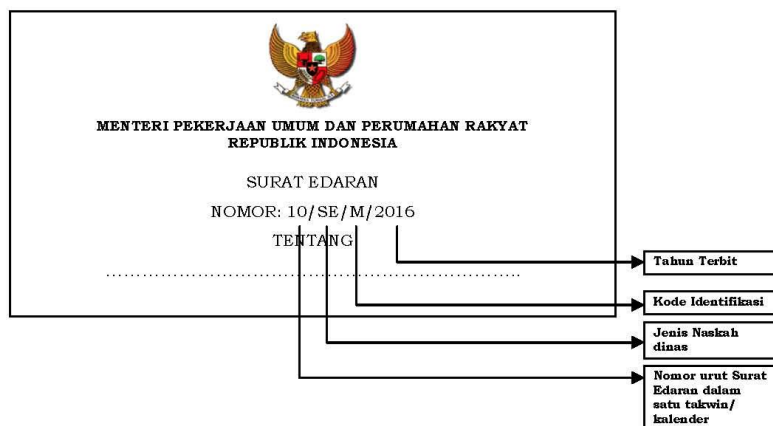 MENTERI PEKERJAAN UMUM DAN PERUMAHAN RAKYAT
REPUBLIK INDONESIA
SURAT EDARAN
NOMOR: 10/SE/M/2016
TENTANG
……………………………………………………………..
Tahun Terbit
Kode Identifikasi
Jenis Naskah
dinas
Nomor urut Surat
Edaran dalam
satu takwin/
kalender